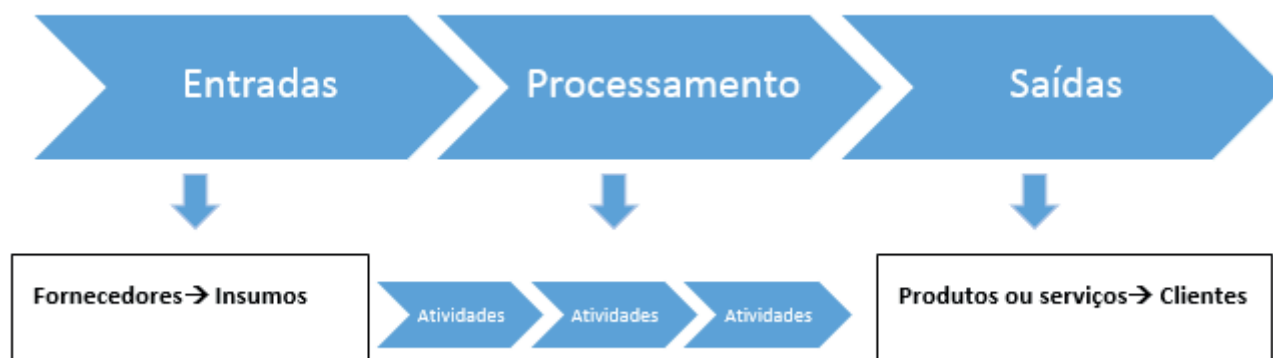 Entradas
Processamento
Saídas
Fornecedores→ Insumos
Atividades
Atividades
Atividades
Produtos ou serviços→ Clientes